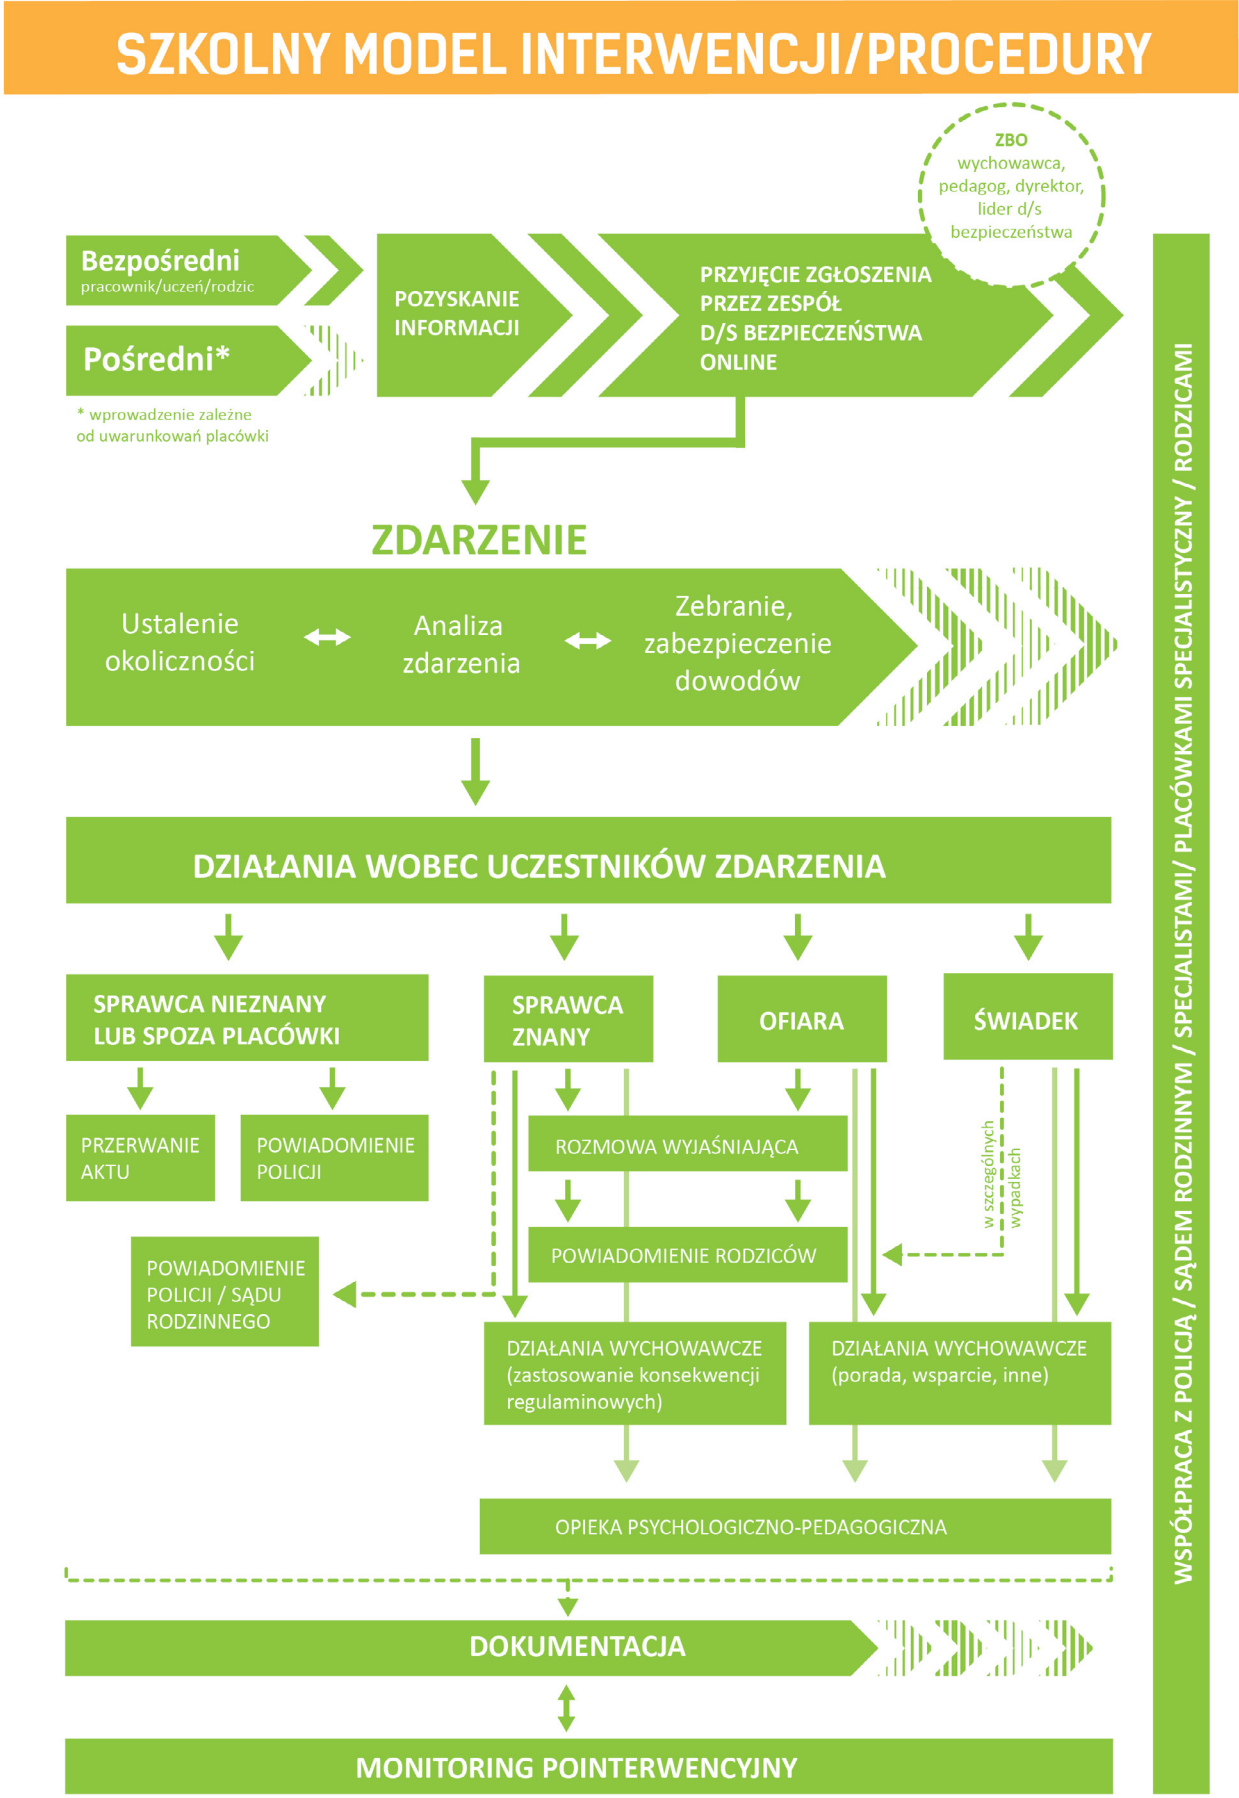 SZKOLNY MODEL INTERWENCJI/PROCEDURY
ZBO
wychowawca,
pedagog, dyrektor,
lider d/s
bezpieczeństwa
Bezpośredni
pracownik/uczeń/rodzic
Pośredni*
* wprowadzenie zależne
od uwarunkowań placówki
POZYSKANIE
INFORMACJI
PRZYJĘCIE ZGŁOSZENIA
PRZEZ ZESPÓŁ
D/S BEZPIECZEŃSTWA
ONLINE
ZDARZENIE
Ustalenie
okoliczności
Analiza
zdarzenia
Zebranie,
zabezpieczenie
dowodów
DZIAŁANIA WOBEC UCZESTNIKÓW ZDARZENIA
SPRAWCA NIEZNANY
LUB SPOZA PLACÓWKI
SPRAWCA
ZNANY
OFIARA
ŚWIADEK
PRZERWANIE
AKTU
POWIADOMIENIE
POLICJI
ROZMOWA WYJAŚNIAJĄCA
w szczególnych
wypadkach
POWIADOMIENIE RODZICÓW
POWIADOMIENIE
POLICJI / SĄDU
RODZINNEGO
DZIAŁANIA WYCHOWAWCZE
(zastosowanie konsekwencji
regulaminowych)
DZIAŁANIA WYCHOWAWCZE
(porada, wsparcie, inne)
OPIEKA PSYCHOLOGICZNO-PEDAGOGICZNA
DOKUMENTACJA
MONITORING POINTERWENCYJNY
WSPÓŁPRACA Z POLICJĄ / SĄDEM RODZINNYM / SPECJALISTAMI/ PLACÓWKAMI SPECJALISTYCZNY / RODZICAMI